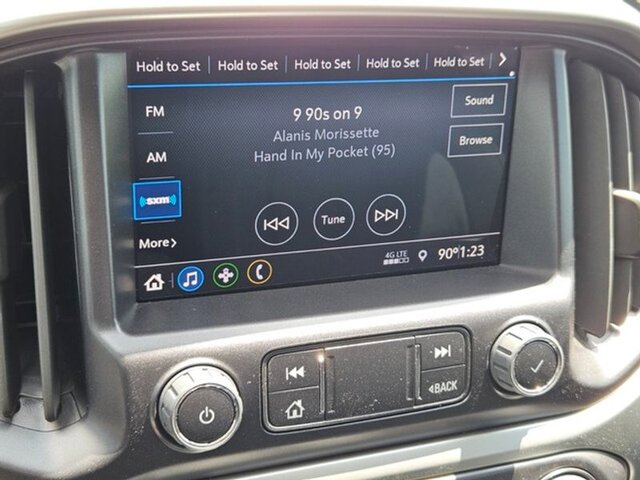 Hold to Set Hold to Set Hold to Set Hold to Set Hold to Set
FM
9 90s on 9
Sound
Alanis Morissette
AM
Hand In My Pocket (95)
Browse
sxm
Tune
More
4G LTE
90° 1:23
BACK